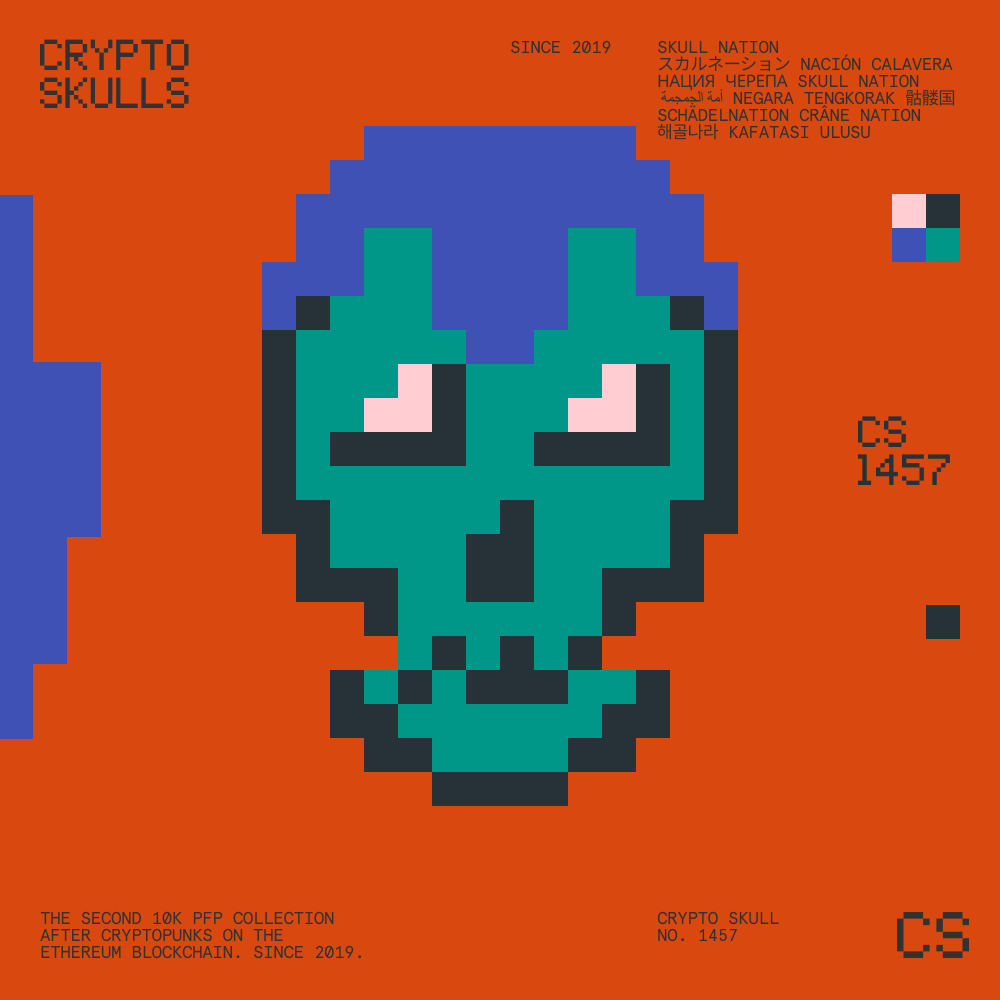 CRYPTO
SKULLS
SINCE 2019
SKULL NATION
スカルネーション NACIÓN CALAVERA
НАЦИЯ ЧЕРЕПА SKULL NATION
أمة الجمجمة NEGARA TENGKORAK 骷髅国
SCHÄDELNATION CRÂNE NATION
해골나라 KAFATASI ULUSU
CS
1457
THE SECOND 10K PFP COLLECTION
AFTER CRYPTOPUNKS ON THE
ETHEREUM BLOCKCHAIN. SINCE 2019.
CRYPTO SKULL
NO. 1457
CS